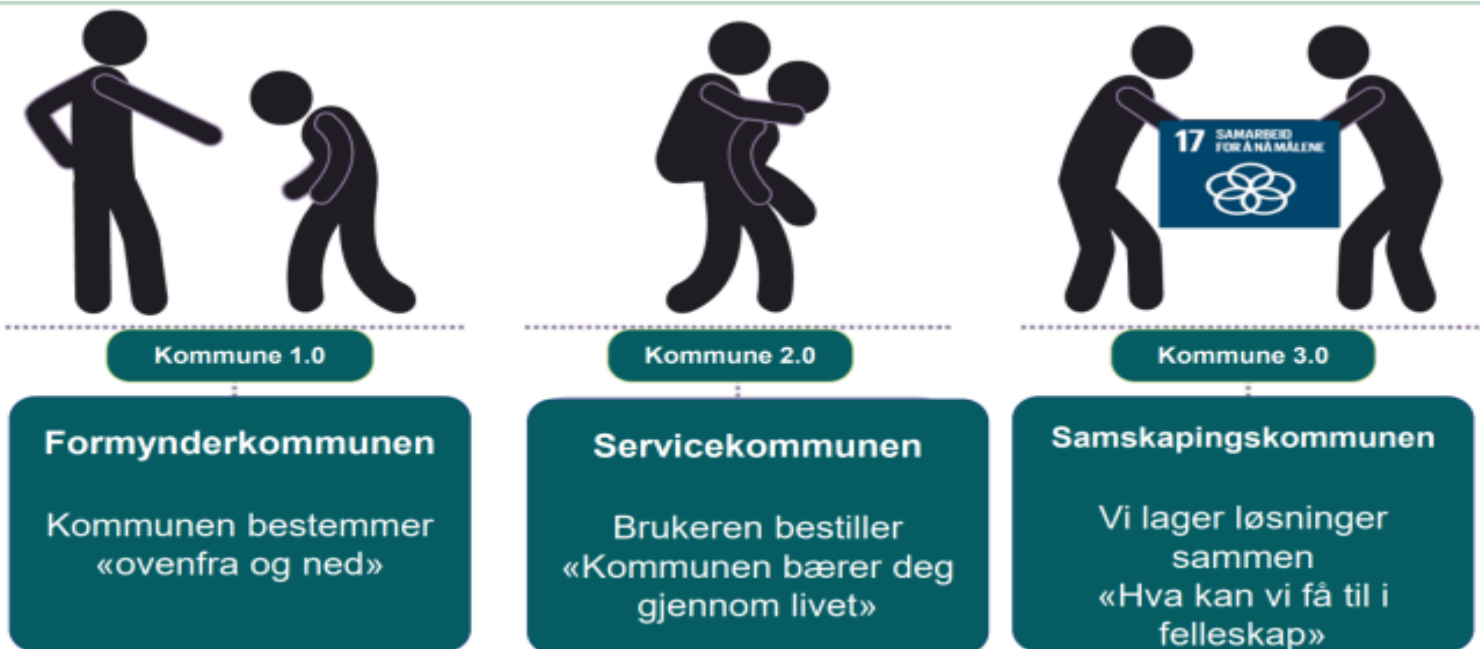 17 SAMARBEID
FOR Å NÅ MÅLENE
Kommune 1.0
Kommune 2.0
Kommune 3.0
Formynderkommunen
Kommunen bestemmer
«ovenfra og ned»
Servicekommunen
Brukeren bestiller
«Kommunen bærer deg
gjennom livet»
Samskapingskommunen
Vi lager løsninger
sammen
«Hva kan vi få til i
felleskap»